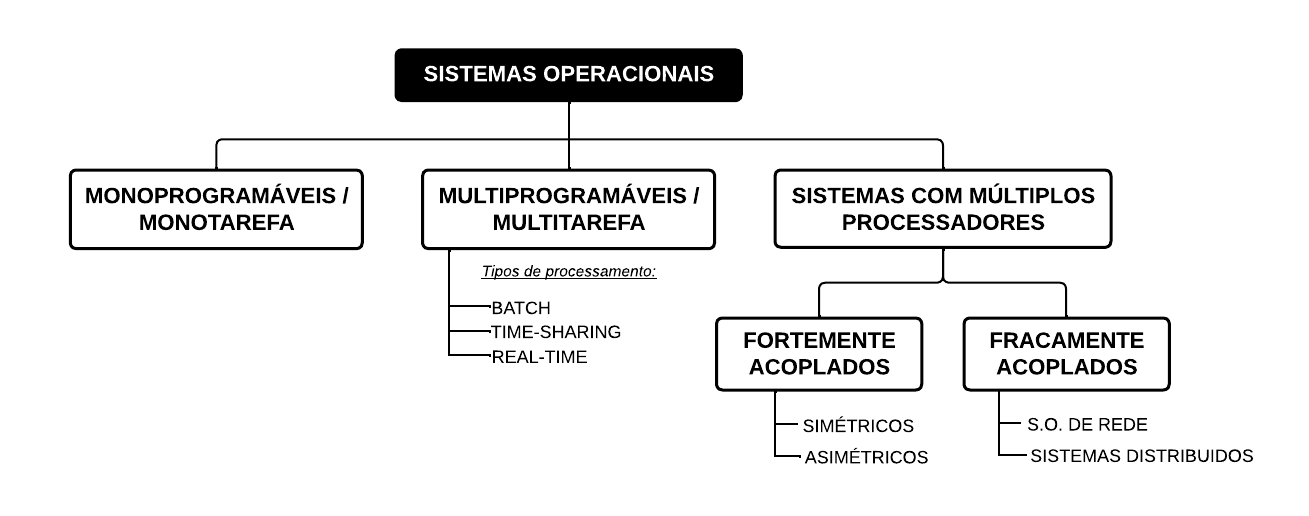 SISTEMAS OPERACIONAIS
MONOPROGRAMÁVEIS /
MONOTAREFA
MULTIPROGRAMÁVEIS /
MULTITAREFA
SISTEMAS COM MÚLTIPLOS
PROCESSADORES
Tipos de processamento:
BATCH
TIME-SHARING
REAL-TIME
FORTEMENTE
ACOPLADOS
FRACAMENTE
ACOPLADOS
SIMÉTRICOS
ASIMÉTRICOS
S.O. DE REDE
SISTEMAS DISTRIBUIDOS